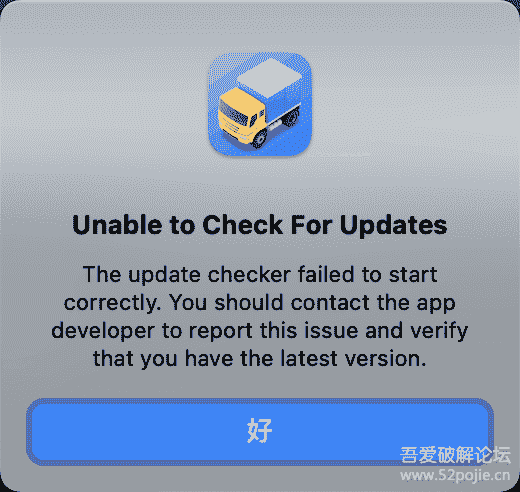 Unable to Check For Updates
The update checker failed to start
correctly. You should contact the app
developer to report this issue and verify
that you have the latest version.
好
吾爱破解论坛
www.52pojie.cn